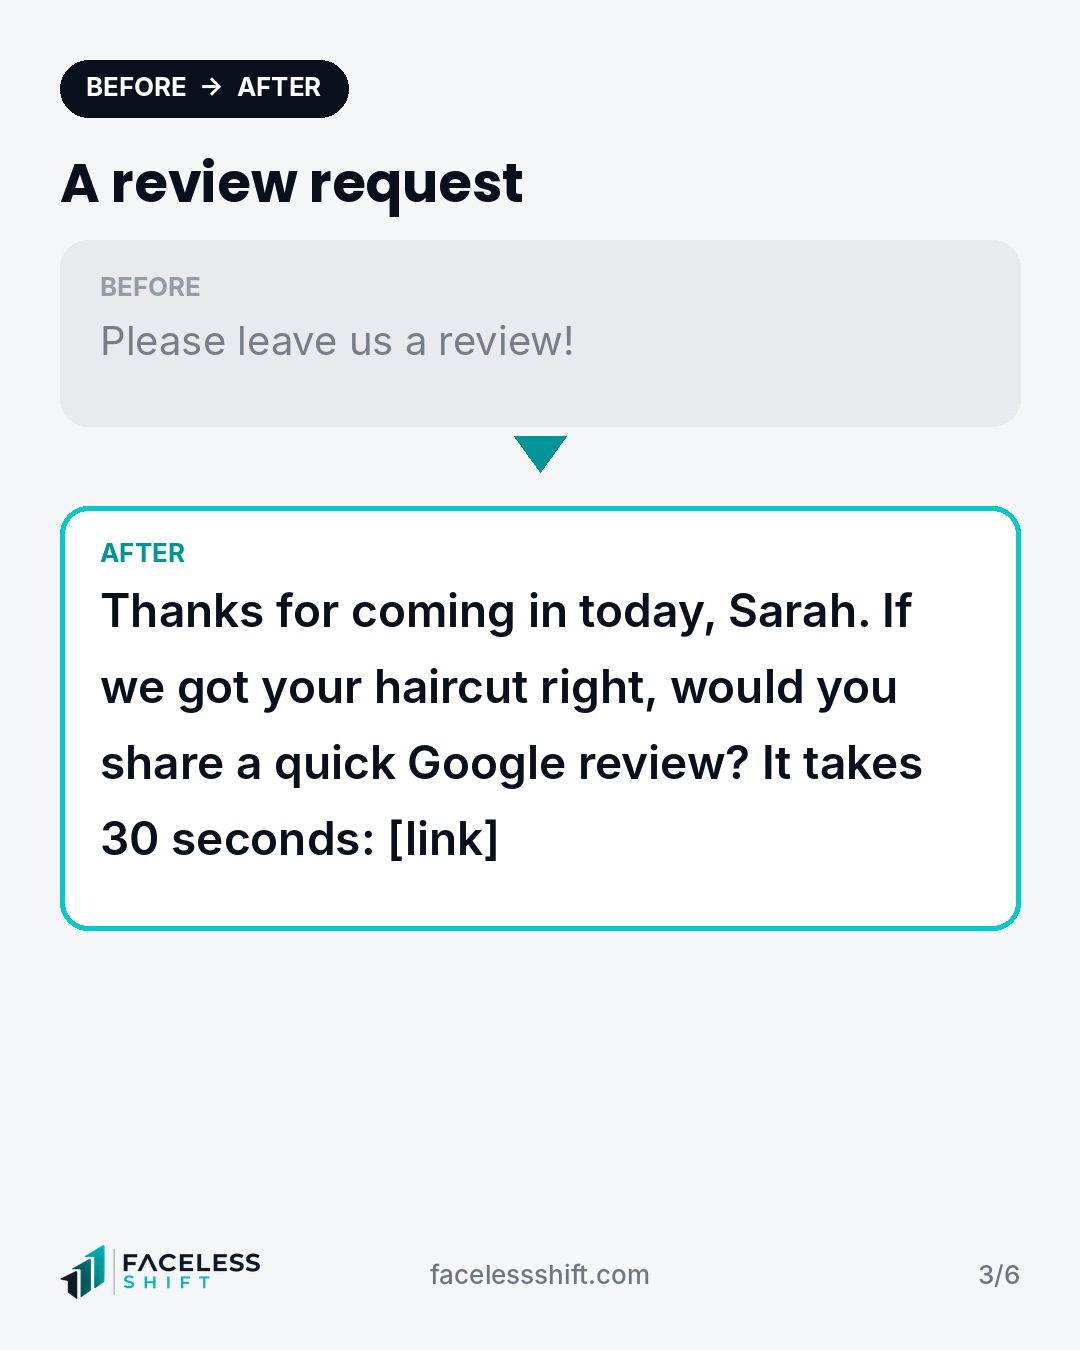 BEFORE → AFTER
A review request
BEFORE
Please leave us a review!
AFTER
Thanks for coming in today, Sarah. If
we got your haircut right, would you
share a quick Google review? It takes
30 seconds: [link]
FACELESS
SHIFT
facelessshift.com
3/6